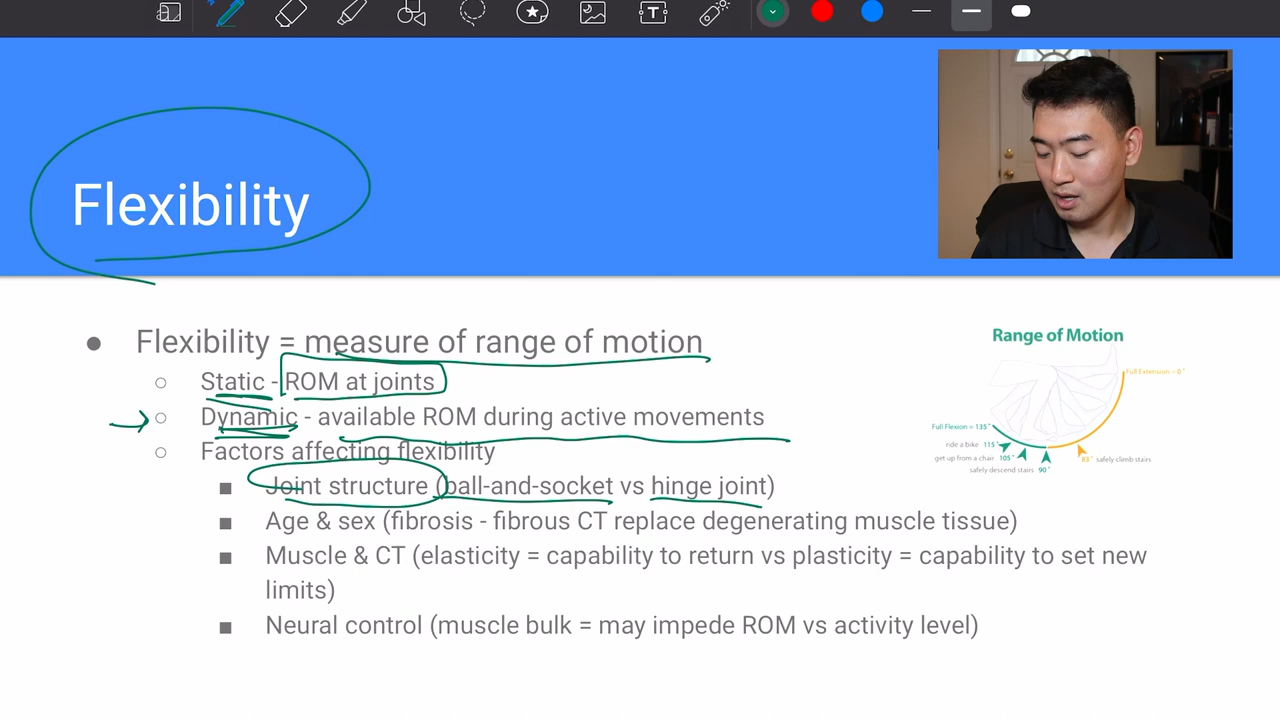 Flexibility
● Flexibility = measure of range of motion
○ Static - ROM at joints
○ Dynamic - available ROM during active movements
○ Factors affecting flexibility
■ Joint structure (ball-and-socket vs hinge joint)
■ Age & sex (fibrosis - fibrous CT replace degenerating muscle tissue)
■ Muscle & CT (elasticity = capability to return vs plasticity = capability to set new
limits)
■ Neural control (muscle bulk = may impede ROM vs activity level)
Range of Motion
Full Extension = 0°
Full Flexion = 135°
ride a bike 115°
get up from a chair 105°
safely descend stairs 90°
83° safely climb stairs